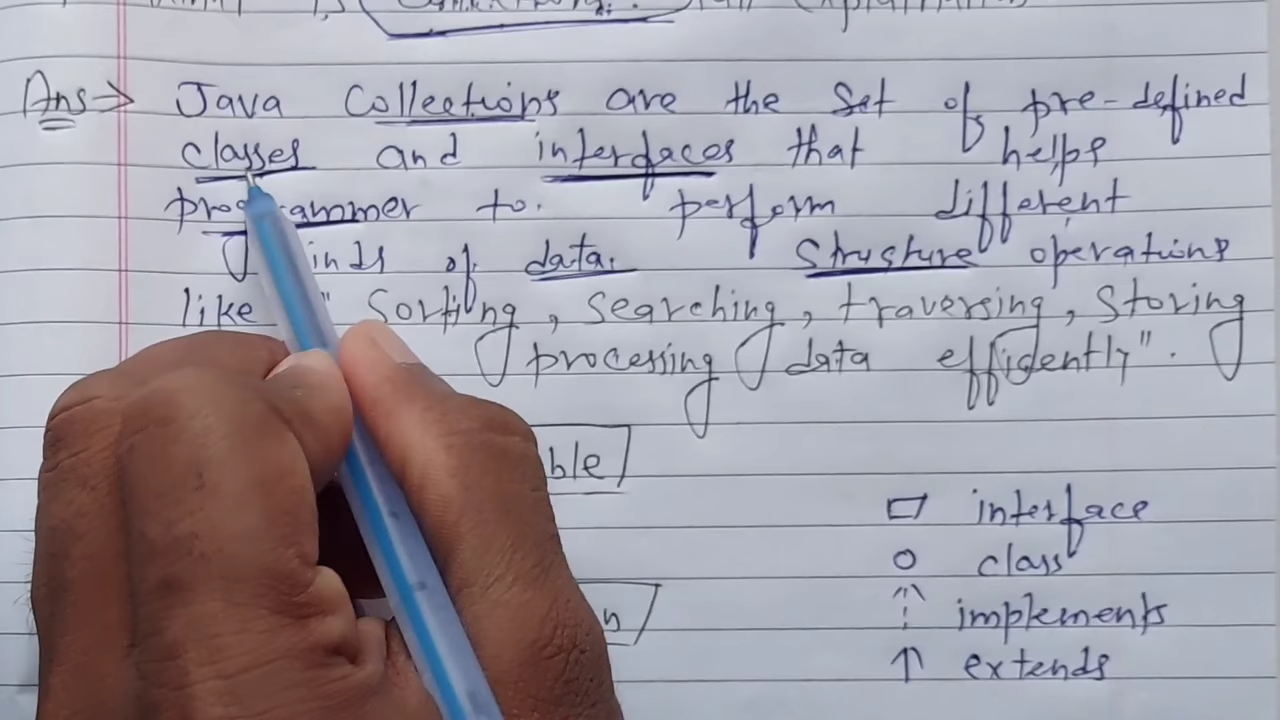 Ans→ Java Collections are the set of pre-defined
classes and interfaces that helps
programmer to perform different
inds of data structure operations
like " Sorting, searching, traversing, storing
processing data efficiently".
ble
▱ interface
○ class
implements
↑ extends